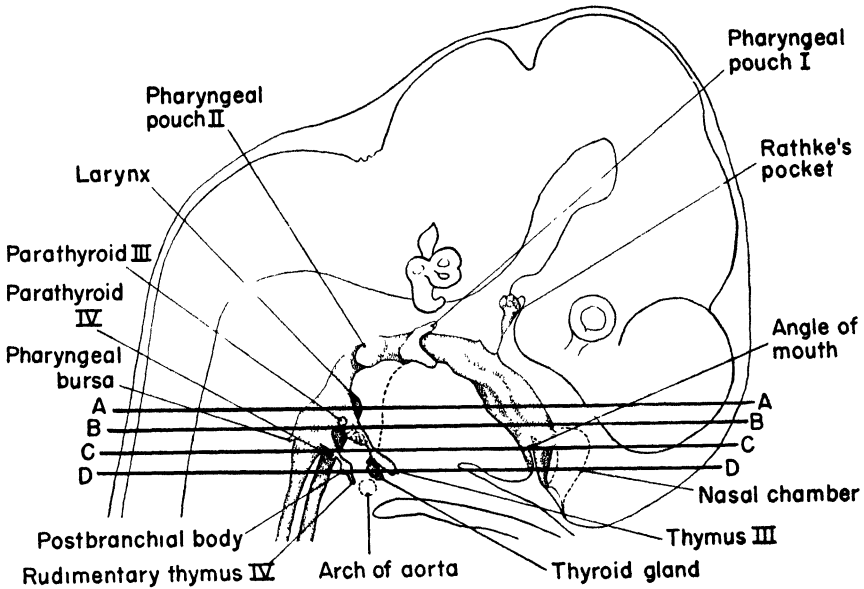 Pharyngeal
pouch I
Pharyngeal
pouch II
Rathke's
pocket
Larynx
Parathyroid III
Parathyroid
IV
Pharyngeal
bursa
Angle of
mouth
A
A
B
B
C
C
D
D
Nasal chamber
Postbranchial body
Thymus III
Rudimentary thymus IV
Arch of aorta
Thyroid gland